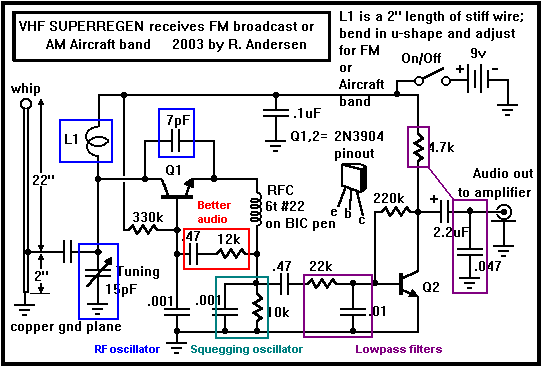 VHF SUPERREGEN receives FM broadcast or
AM Aircraft band 2003 by R. Andersen
L1 is a 2" length of stiff wire;
bend in u-shape and adjust
for FM
or
Aircraft
band
On/Off
9v
+
-
whip
L1
7pF
.1uF
Q1,2= 2N3904
pinout
4.7k
Audio out
to amplifier
Q1
22"
RFC
6t #22
on BIC pen
e
b
c
220k
+
2.2uF
Better
audio
330k
.47
12k
2"
Tuning
15pF
.47
22k
.047
Q2
.001
.001
10k
.01
copper gnd plane
RF oscillator
Squegging oscillator
Lowpass filters